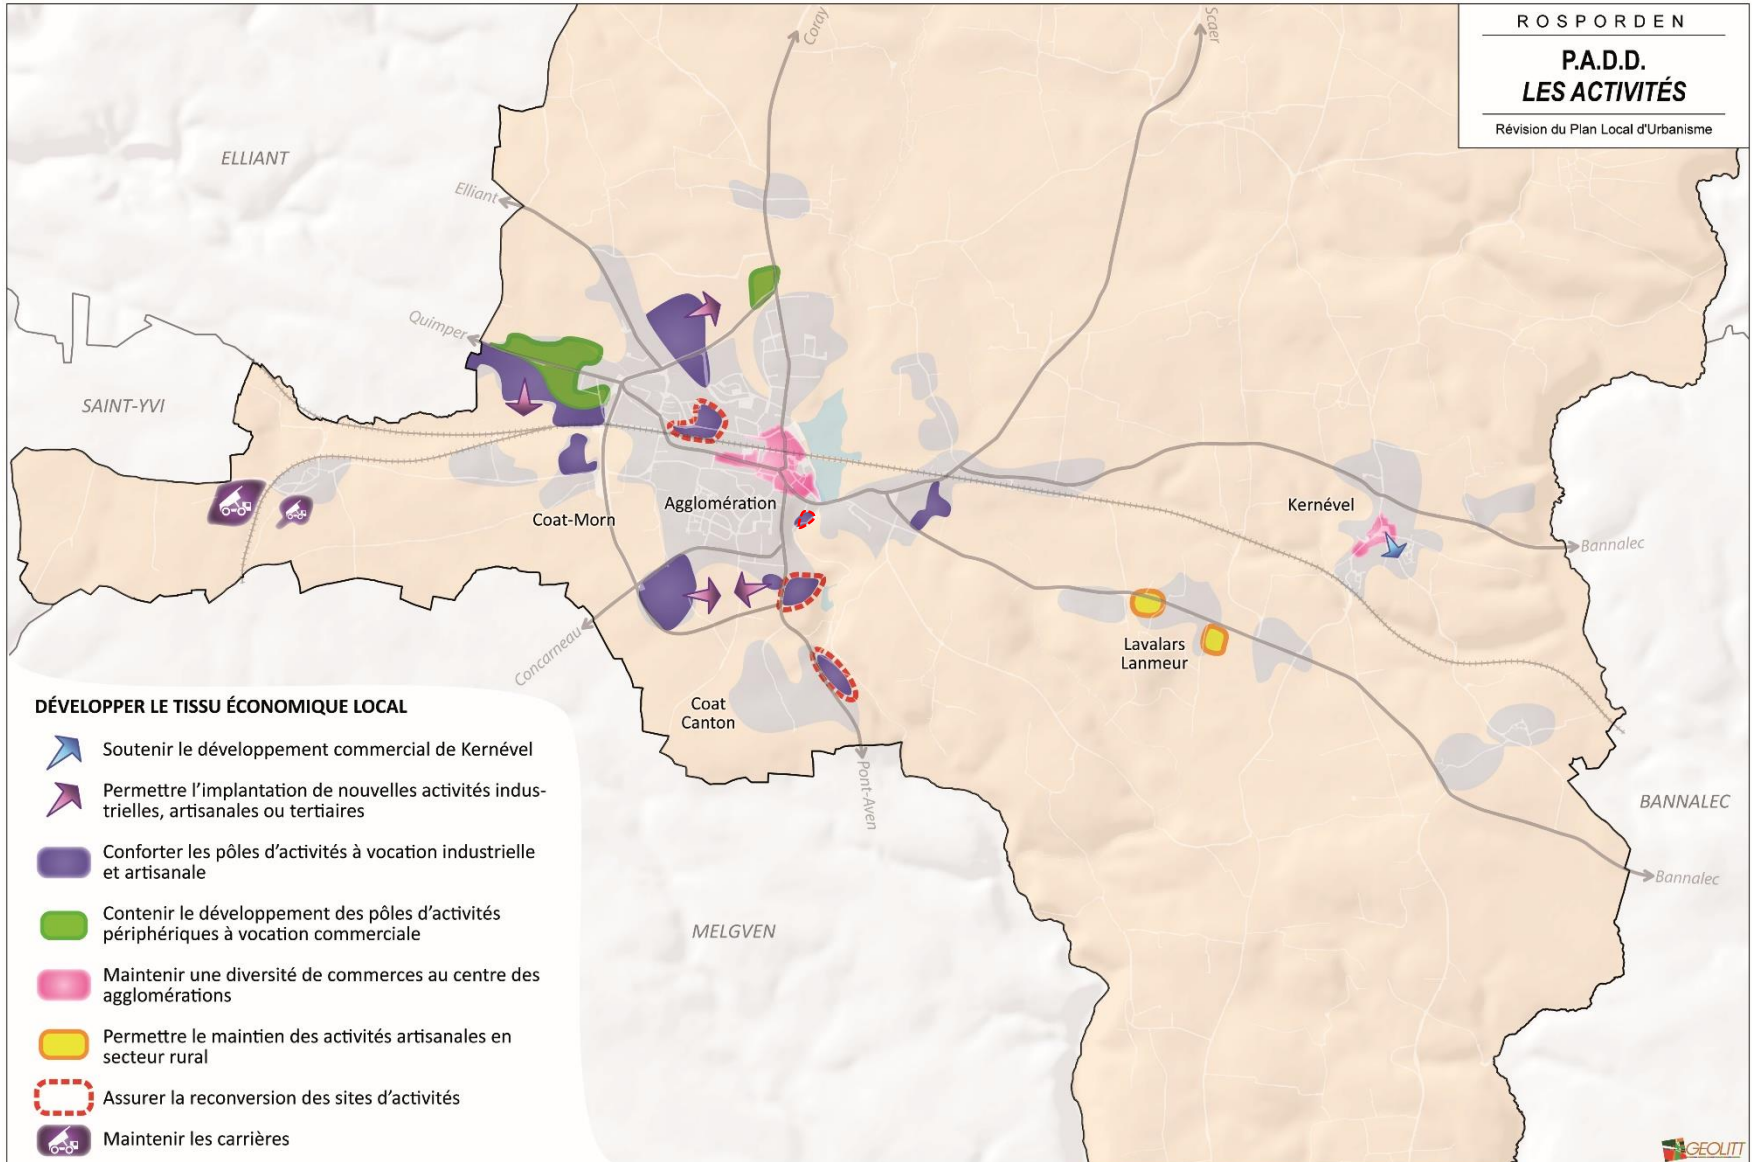 ROSPORDEN
P.A.D.D.
LES ACTIVITÉS
Révision du Plan Local d'Urbanisme
Coray
Scaer
ELLIANT
Elliant
Quimper
SAINT-YVI
Agglomération
Coat-Morn
Kernével
Bannalec
Concarneau
Lavalars
Lanmeur
Coat
Canton
Pont-Aven
BANNALEC
Bannalec
MELGVEN
DÉVELOPPER LE TISSU ÉCONOMIQUE LOCAL
Soutenir le développement commercial de Kernével
Permettre l'implantation de nouvelles activités indus-
trielles, artisanales ou tertiaires
Conforter les pôles d'activités à vocation industrielle
et artisanale
Contenir le développement des pôles d'activités
périphériques à vocation commerciale
Maintenir une diversité de commerces au centre des
agglomérations
Permettre le maintien des activités artisanales en
secteur rural
Assurer la reconversion des sites d'activités
Maintenir les carrières
GEOLITT